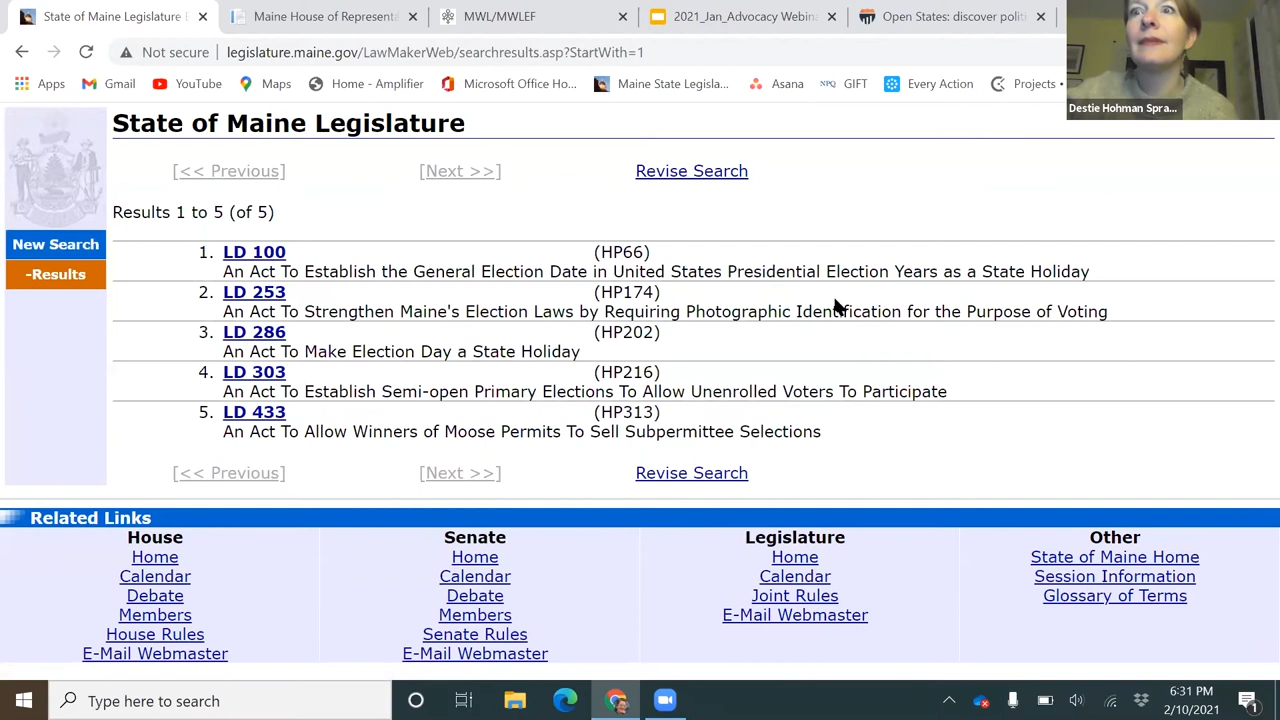 State of Maine Legislature B
Maine House of Representa
MWL/MWLEF
2021_Jan_Advocacy Webina
Open States: discover politi
Not secure legislature.maine.gov/LawMakerWeb/searchresults.asp?StartWith=1
Apps Gmail YouTube Maps Home - Amplifier Microsoft Office Ho... Maine State Legisla... Asana NPQ GIFT Every Action Projects
Destie Hohman Spra...
State of Maine Legislature
[<< Previous] [Next >>] Revise Search
Results 1 to 5 (of 5)
New Search
-Results
1. LD 100 (HP66)
An Act To Establish the General Election Date in United States Presidential Election Years as a State Holiday
2. LD 253 (HP174)
An Act To Strengthen Maine's Election Laws by Requiring Photographic Identification for the Purpose of Voting
3. LD 286 (HP202)
An Act To Make Election Day a State Holiday
4. LD 303 (HP216)
An Act To Establish Semi-open Primary Elections To Allow Unenrolled Voters To Participate
5. LD 433 (HP313)
An Act To Allow Winners of Moose Permits To Sell Subpermittee Selections
[<< Previous] [Next >>] Revise Search
Related Links
House Senate Legislature Other
Home Home Home State of Maine Home
Calendar Calendar Calendar Session Information
Debate Debate Joint Rules Glossary of Terms
Members Members E-Mail Webmaster
House Rules Senate Rules
E-Mail Webmaster E-Mail Webmaster
Type here to search
6:31 PM
2/10/2021
1